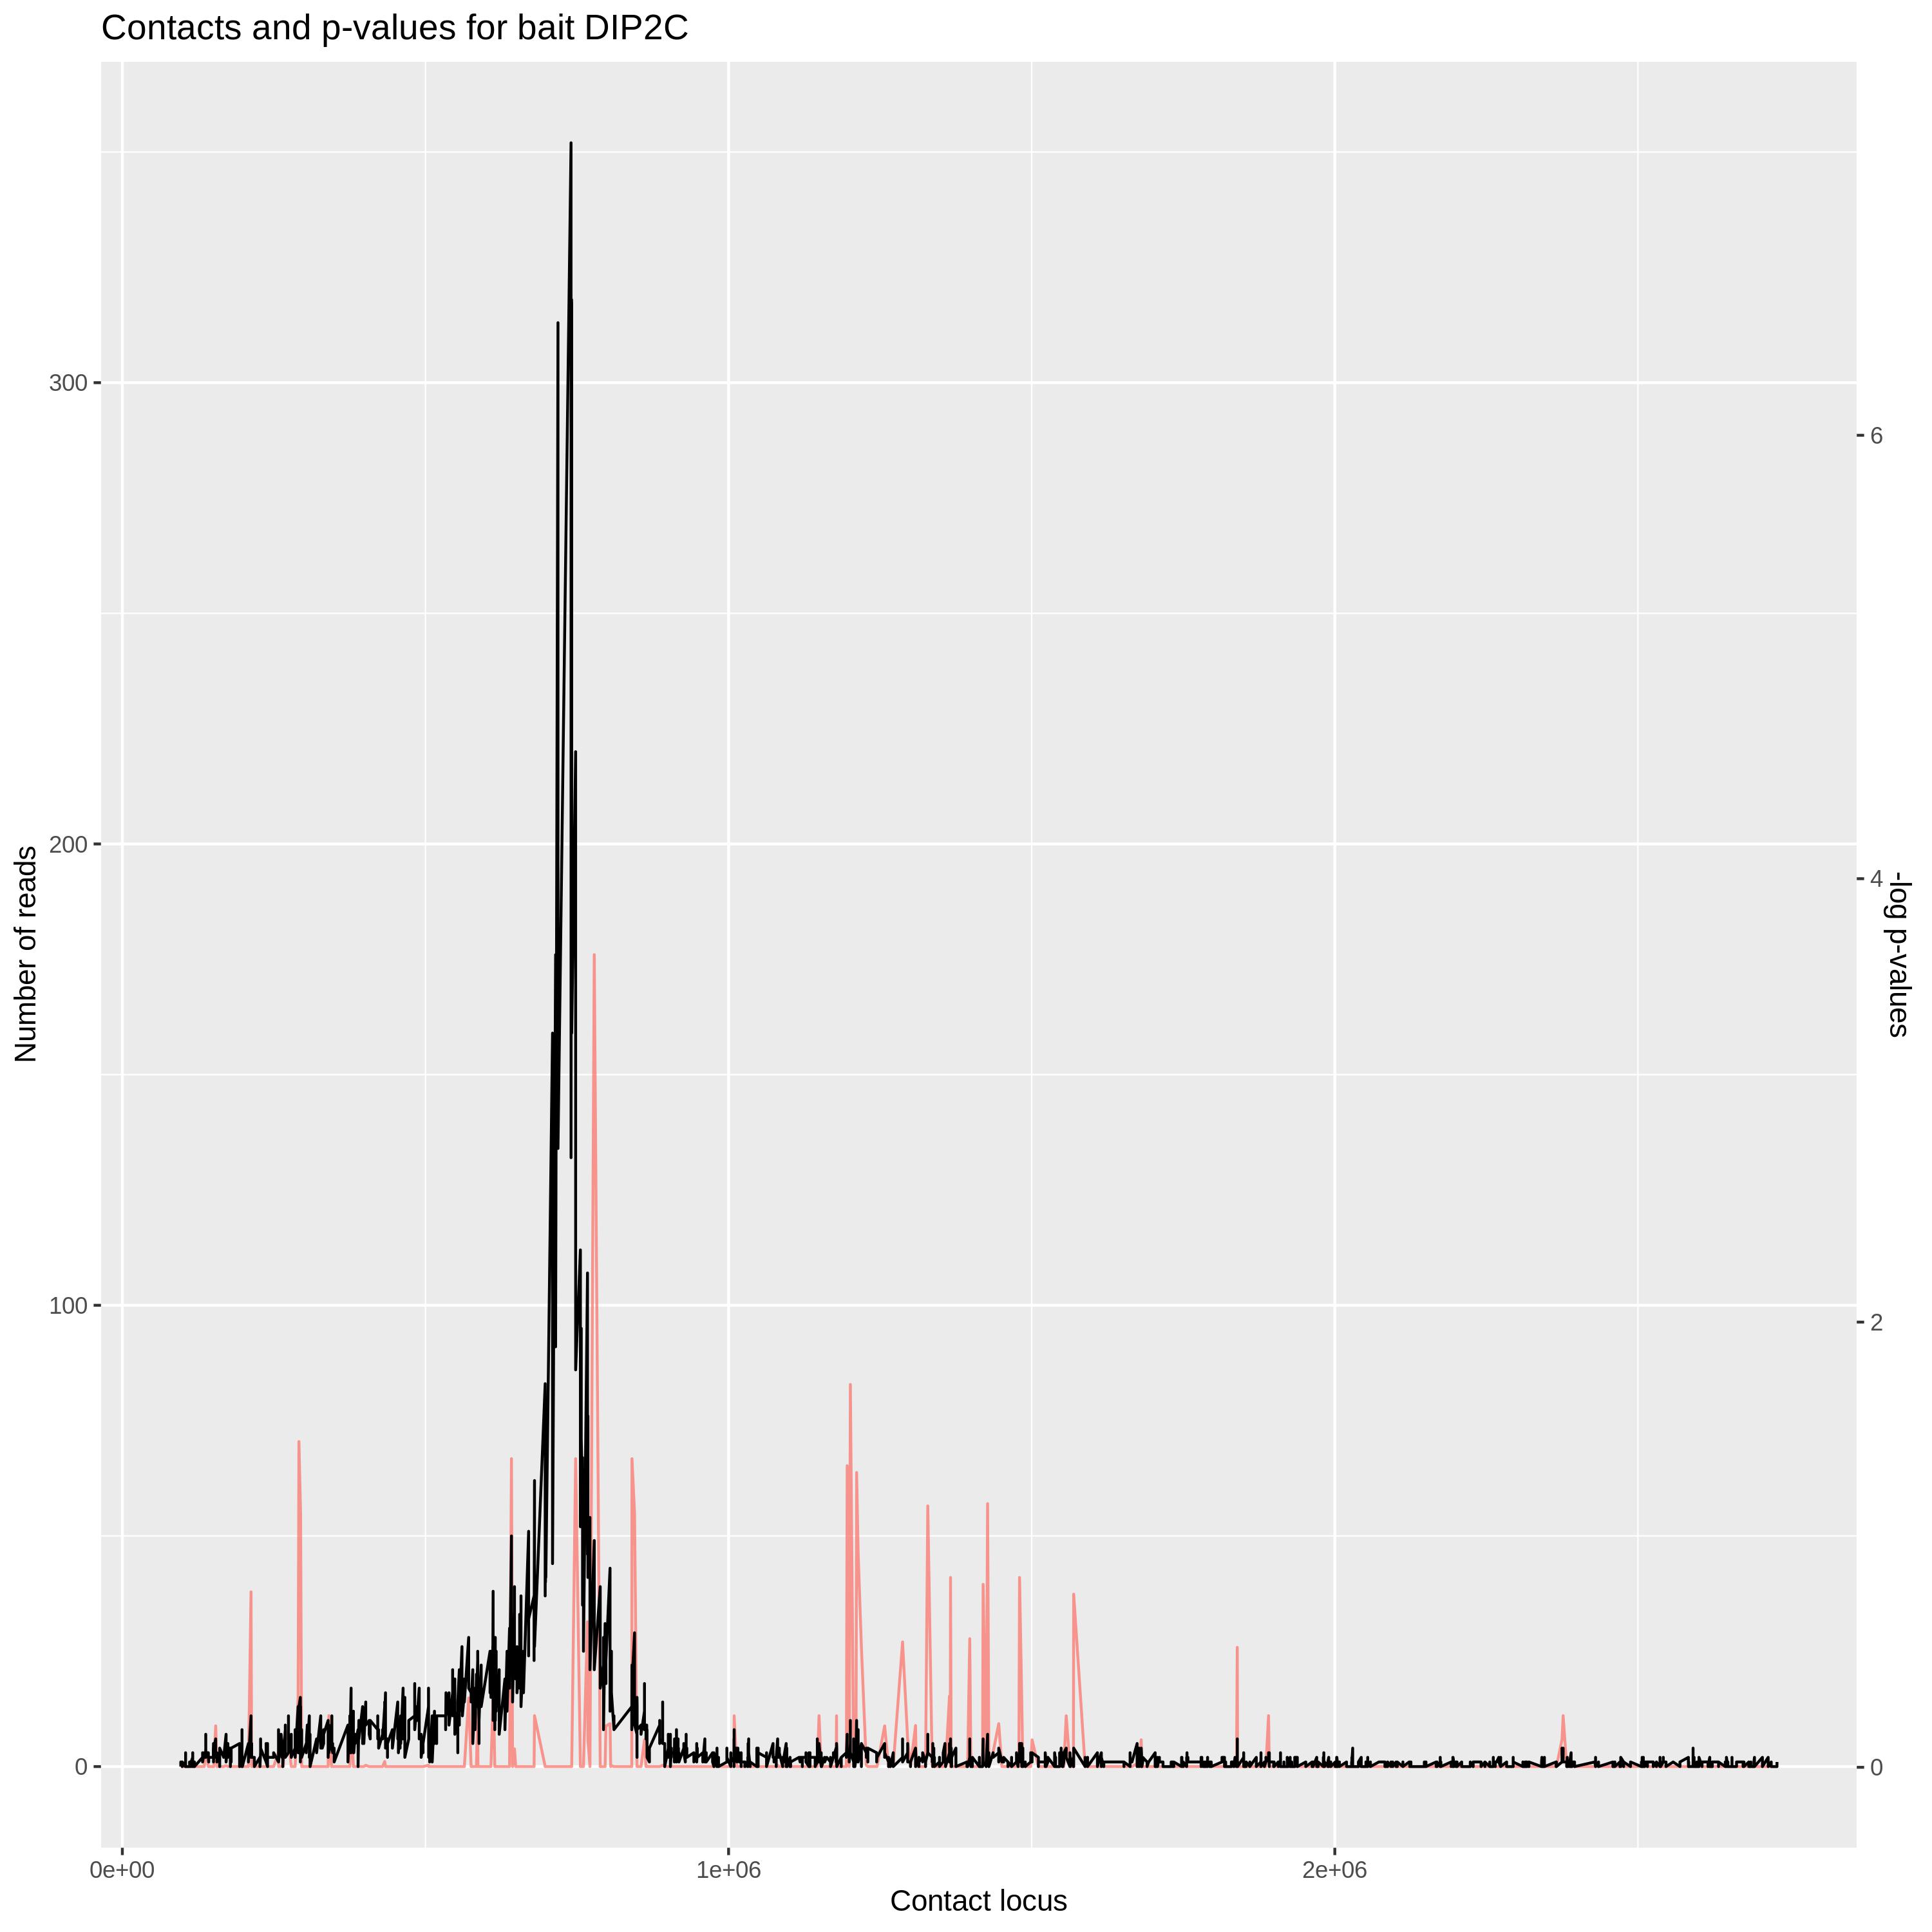 Contacts and p-values for bait DIP2C
Number of reads
300
200
100
0
6
4
2
0
-log p-values
0e+00
1e+06
2e+06
Contact locus